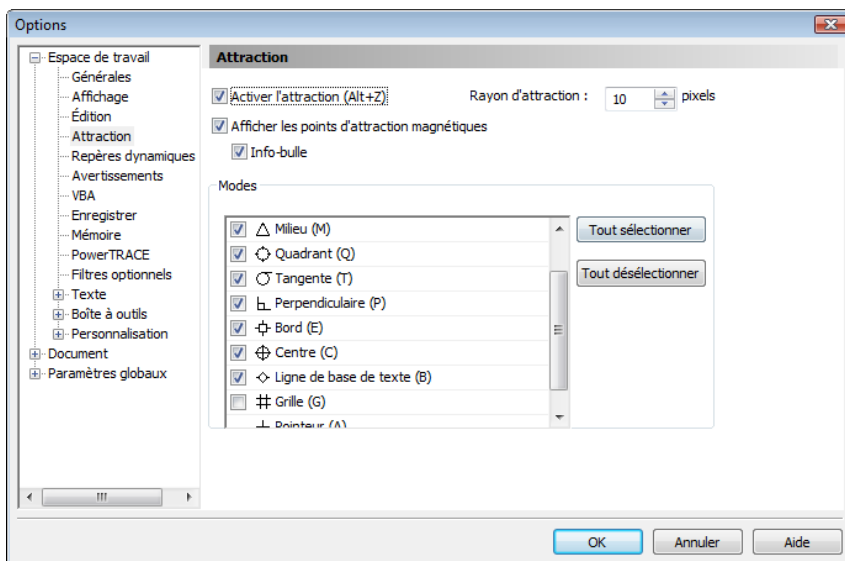 Options
Espace de travail
Générales
Affichage
Édition
Attraction
Repères dynamiques
Avertissements
VBA
Enregistrer
Mémoire
PowerTRACE
Filtres optionnels
Texte
Boîte à outils
Personnalisation
Document
Paramètres globaux
Attraction
Activer l'attraction (Alt+Z)
Rayon d'attraction : 10 pixels
Afficher les points d'attraction magnétiques
Info-bulle
Modes
Milieu (M)
Quadrant (Q)
Tangente (T)
Perpendiculaire (P)
Bord (E)
Centre (C)
Ligne de base de texte (B)
Grille (G)
Pointeur (A)
Tout sélectionner
Tout désélectionner
OK
Annuler
Aide